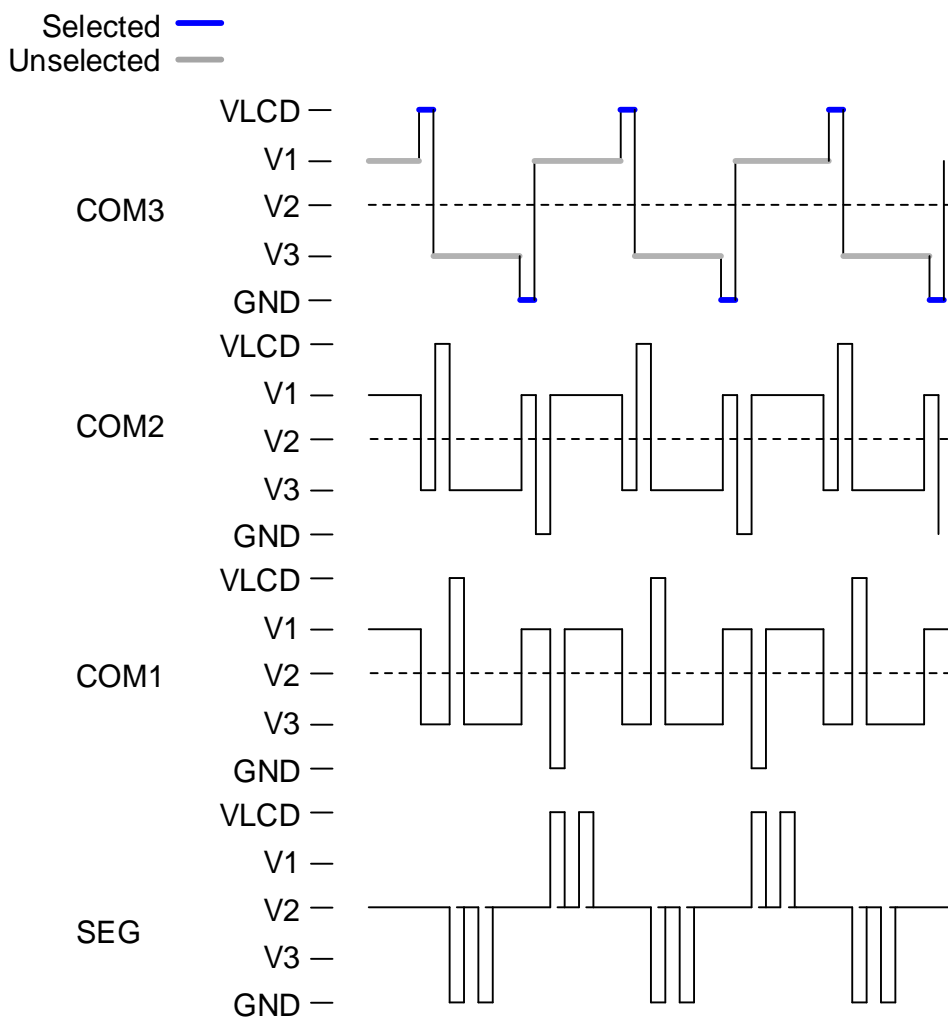 Selected
Unselected
VLCD
V1
COM3
V2
V3
GND
VLCD
V1
COM2
V2
V3
GND
VLCD
V1
COM1
V2
V3
GND
VLCD
V1
V2
SEG
V3
GND